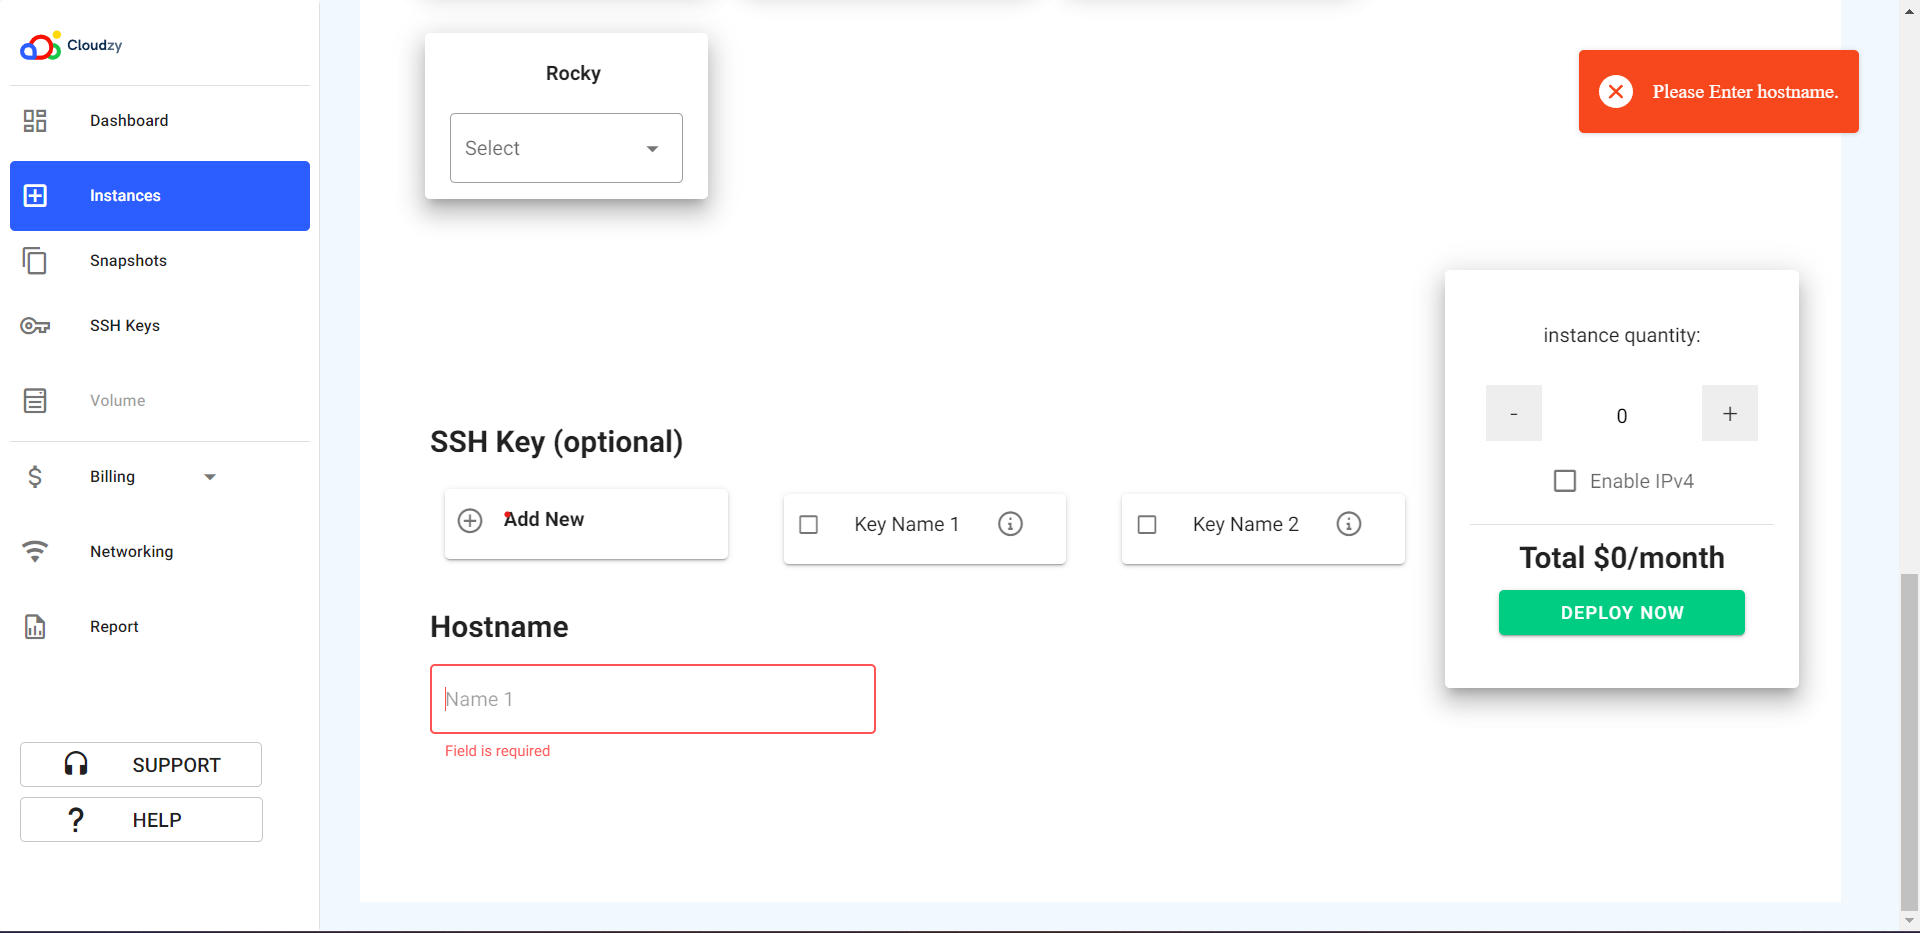 Cloudzy
Dashboard
Instances
Snapshots
SSH Keys
Volume
Billing
Networking
Report
SUPPORT
? HELP
Rocky
Select
Please Enter hostname.
instance quantity:
- 0 +
Enable IPv4
Total $0/month
DEPLOY NOW
SSH Key (optional)
Add New
Key Name 1
Key Name 2
Hostname
Name 1
Field is required